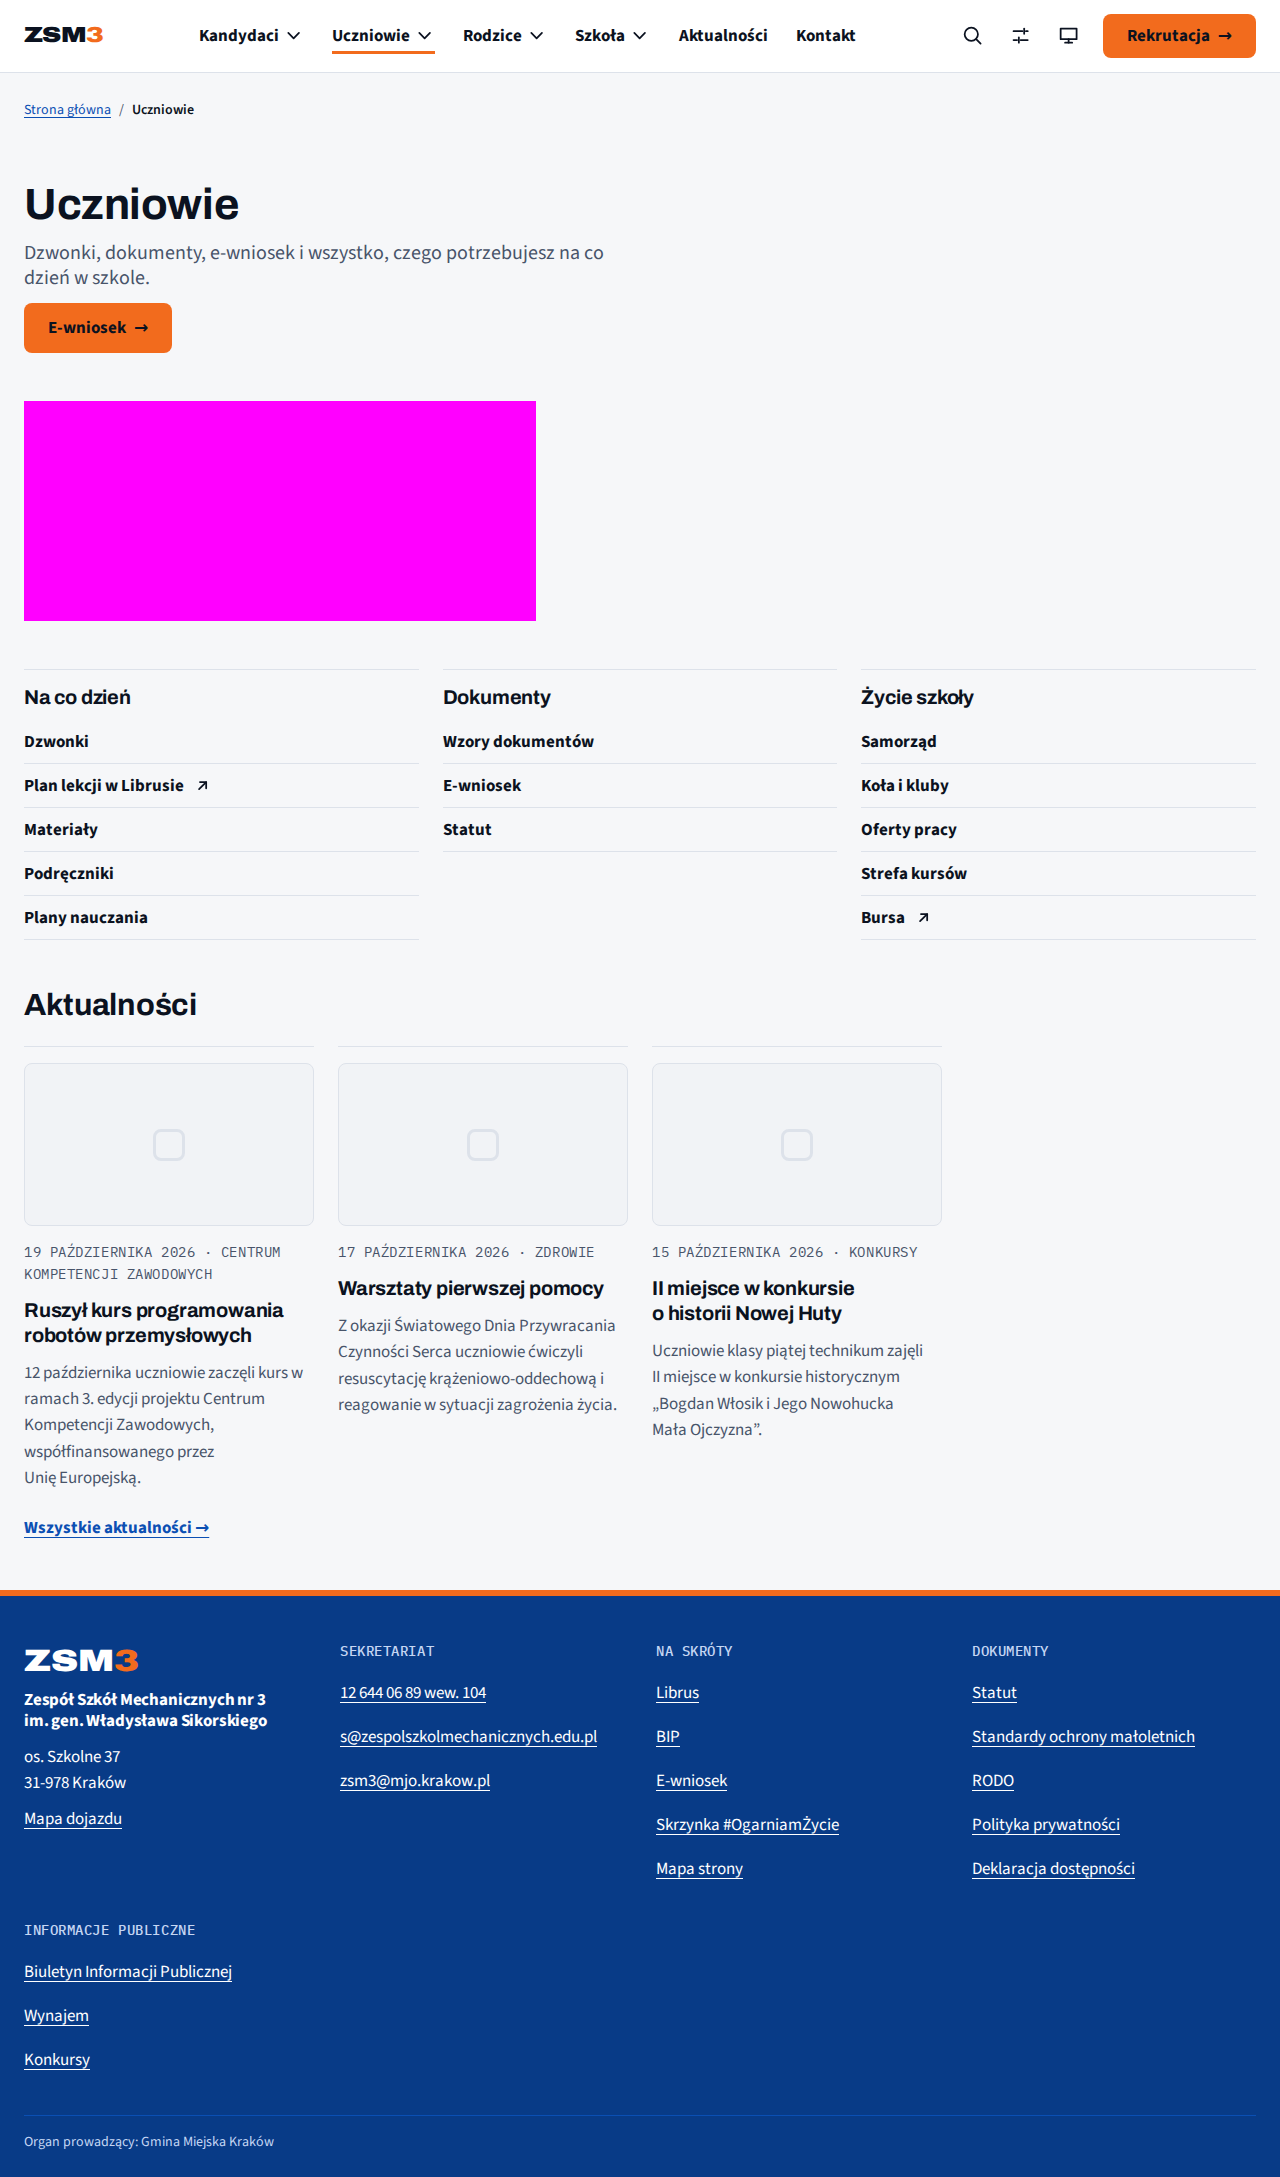 ZSM3
Kandydaci
Uczniowie
Rodzice
Szkoła
Aktualności
Kontakt
Rekrutacja →
Strona główna / Uczniowie
Uczniowie
Dzwonki, dokumenty, e-wniosek i wszystko, czego potrzebujesz na co
dzień w szkole.
E-wniosek →
Na co dzień
Dzwonki
Plan lekcji w Librusie ↗
Materiały
Podręczniki
Plany nauczania
Dokumenty
Wzory dokumentów
E-wniosek
Statut
Życie szkoły
Samorząd
Koła i kluby
Oferty pracy
Strefa kursów
Bursa ↗
Aktualności
19 PAŹDZIERNIKA 2026 · CENTRUM
KOMPETENCJI ZAWODOWYCH
Ruszył kurs programowania
robotów przemysłowych
12 października uczniowie zaczęli kurs w
ramach 3. edycji projektu Centrum
Kompetencji Zawodowych,
współfinansowanego przez
Unię Europejską.
17 PAŹDZIERNIKA 2026 · ZDROWIE
Warsztaty pierwszej pomocy
Z okazji Światowego Dnia Przywracania
Czynności Serca uczniowie ćwiczyli
resuscytację krążeniowo-oddechową i
reagowanie w sytuacji zagrożenia życia.
15 PAŹDZIERNIKA 2026 · KONKURSY
II miejsce w konkursie
o historii Nowej Huty
Uczniowie klasy piątej technikum zajęli
II miejsce w konkursie historycznym
„Bogdan Włosik i Jego Nowohucka
Mała Ojczyzna”.
Wszystkie aktualności →
ZSM3
Zespół Szkół Mechanicznych nr 3
im. gen. Władysława Sikorskiego
os. Szkolne 37
31-978 Kraków
Mapa dojazdu
SEKRETARIAT
12 644 06 89 wew. 104
s@zespolszkolmechanicznych.edu.pl
zsm3@mjo.krakow.pl
NA SKRÓTY
Librus
BIP
E-wniosek
Skrzynka #OgarniamŻycie
Mapa strony
DOKUMENTY
Statut
Standardy ochrony małoletnich
RODO
Polityka prywatności
Deklaracja dostępności
INFORMACJE PUBLICZNE
Biuletyn Informacji Publicznej
Wynajem
Konkursy
Organ prowadzący: Gmina Miejska Kraków